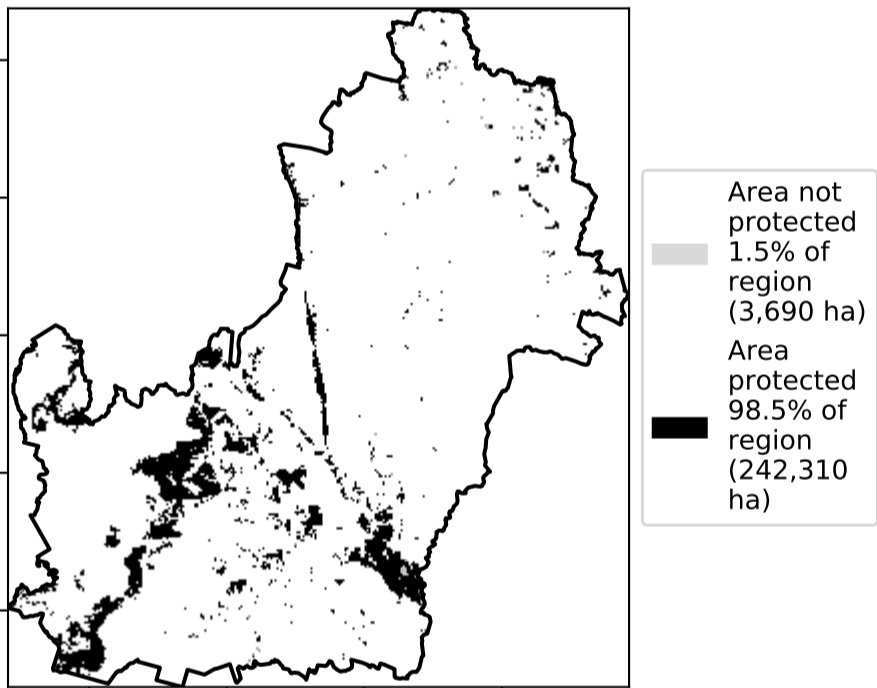 Area not
protected
1.5% of
region
(3,690 ha)
Area
protected
98.5% of
region
(242,310
ha)